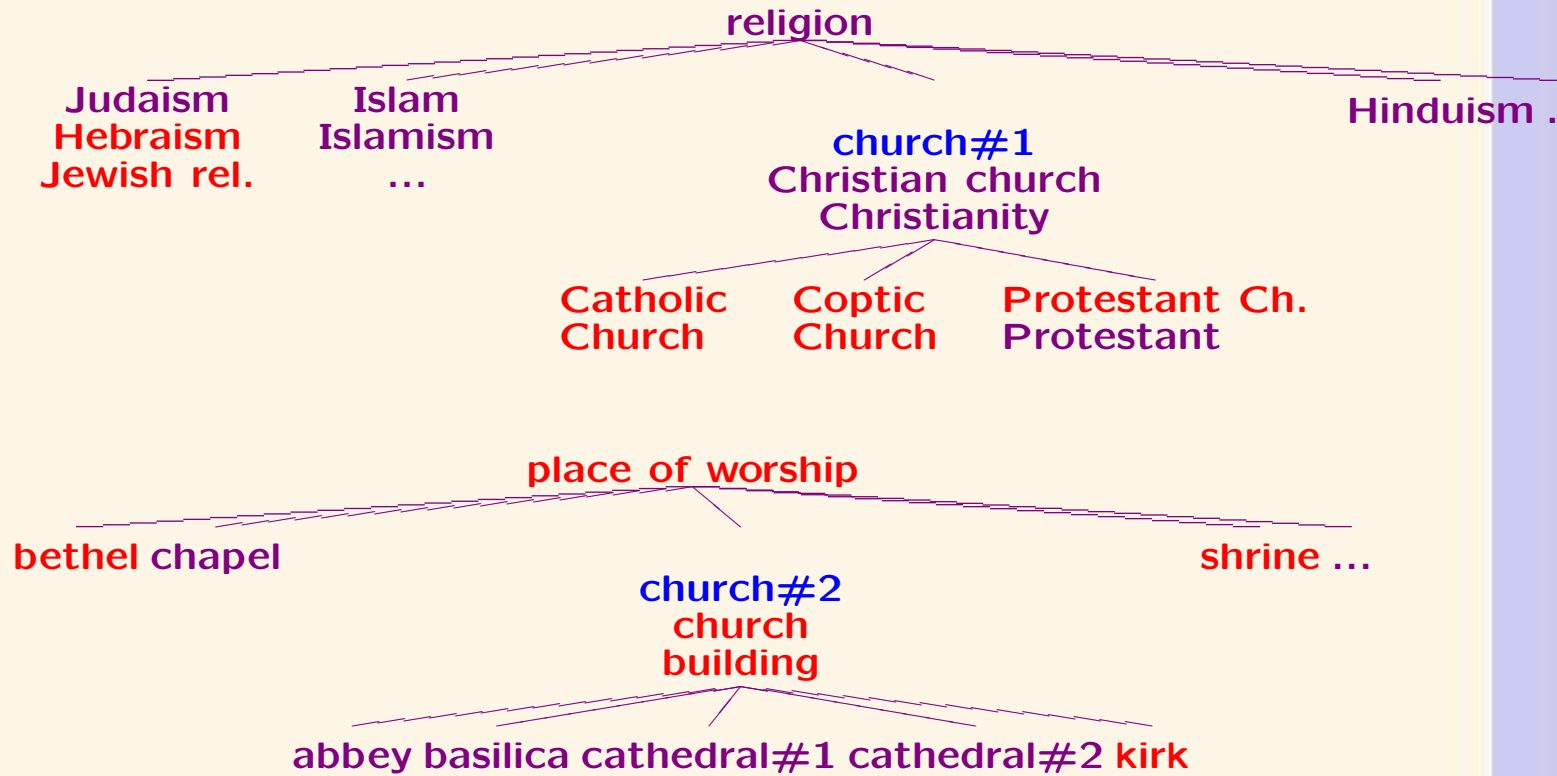 religion
Judaism Islam Hinduism .
Hebraism Islamism church#1
Jewish rel. ... Christian church
Christianity
Catholic Coptic Protestant Ch.
Church Church Protestant
place of worship
bethel chapel shrine ...
church#2
church
building
abbey basilica cathedral#1 cathedral#2 kirk